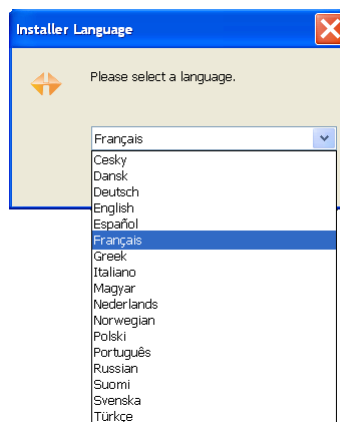 Installer Language
Please select a language.
Français
Cesky
Dansk
Deutsch
English
Español
Français
Greek
Italiano
Magyar
Nederlands
Norwegian
Polski
Português
Russian
Suomi
Svenska
Türkçe